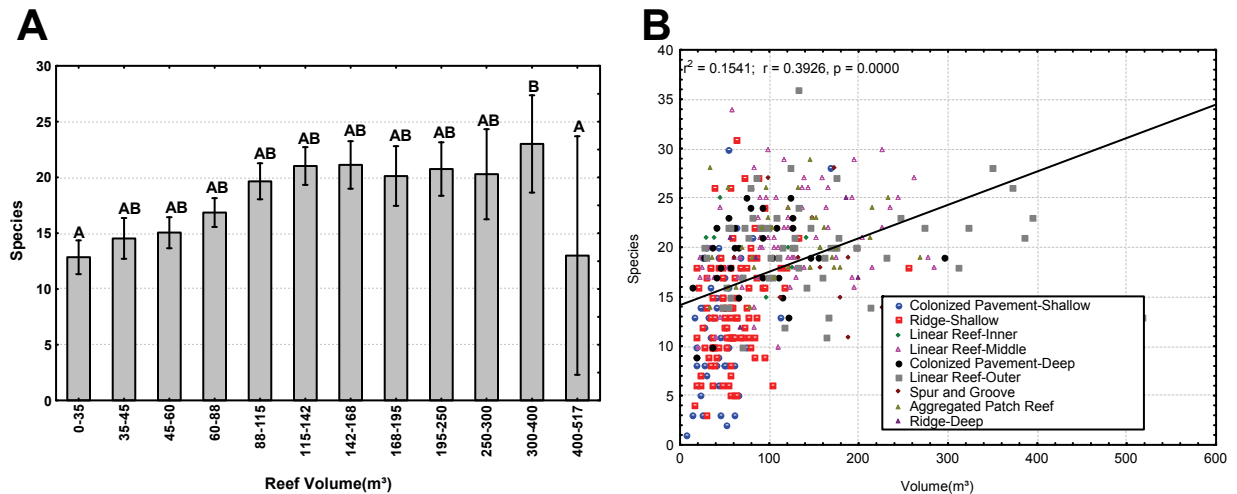 A
30
25
20
15
10
5
0
Species
A
AB
AB
AB
AB
AB
AB
AB
AB
AB
B
A
0-35
35-45
45-60
60-88
88-115
115-142
142-168
168-195
195-250
250-300
300-400
400-517
Reef Volume(m³)
B
40
35
30
25
20
15
10
5
0
Species
r² = 0.1541; r = 0.3926, p = 0.0000
Colonized Pavement-Shallow
Ridge-Shallow
Linear Reef-Inner
Linear Reef-Middle
Colonized Pavement-Deep
Linear Reef-Outer
Spur and Groove
Aggregated Patch Reef
Ridge-Deep
0
100
200
300
400
500
600
Volume(m³)